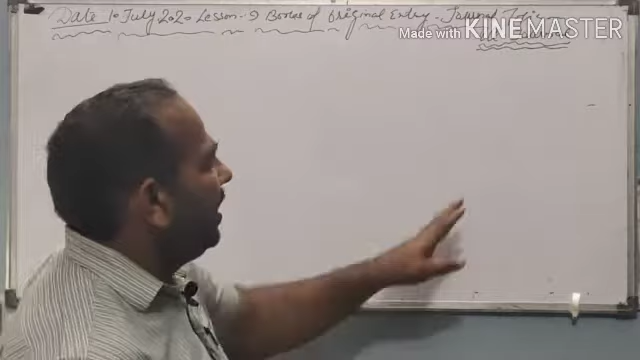 Date 10 July 2020 Lesson-9 Books of Original Entry - Journal
Made with KINEMASTER